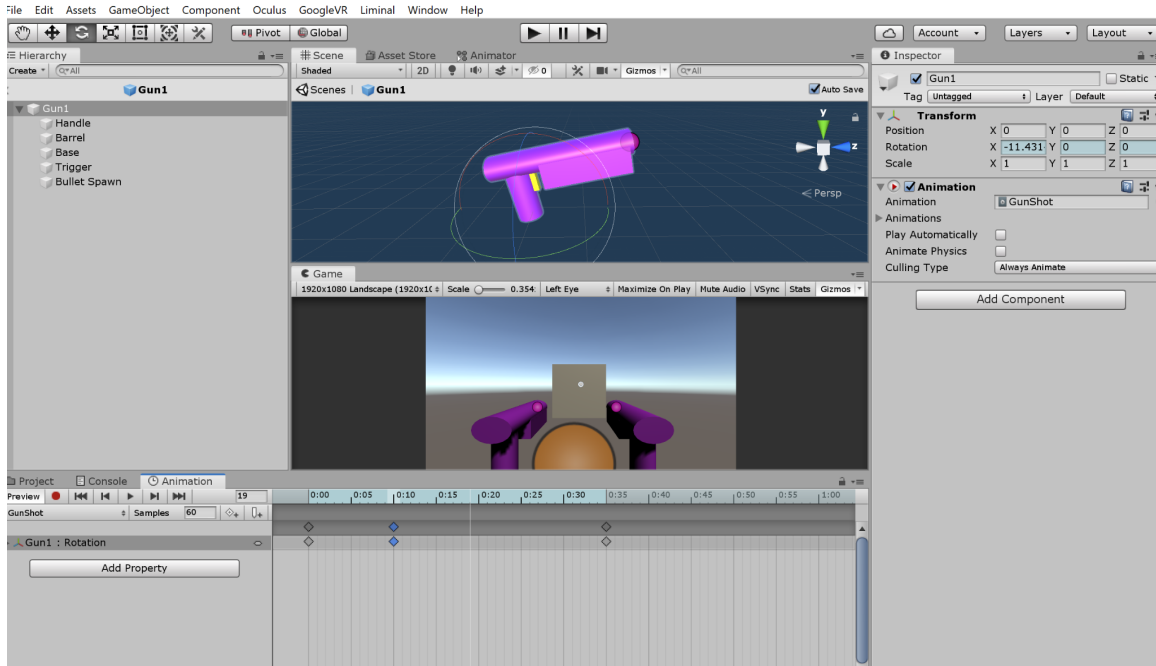 File Edit Assets GameObject Component Oculus GoogleVR Liminal Window Help
Pivot Global Account Layers Layout
Hierarchy
Create All
Gun1
Gun1
Handle
Barrel
Base
Trigger
Bullet Spawn
Scene Asset Store Animator
Shaded 2D 0 Gizmos All
Scenes Gun1 Auto Save
y
z
Persp
Game
1920x1080 Landscape (1920x1( Scale 0.354: Left Eye Maximize On Play Mute Audio VSync Stats Gizmos
Inspector
Gun1 Static
Tag Untagged Layer Default
Transform
Position X 0 Y 0 Z 0
Rotation X -11.431 Y 0 Z 0
Scale X 1 Y 1 Z 1
Animation
Animation GunShot
Animations
Play Automatically
Animate Physics
Culling Type Always Animate
Add Component
Project Console Animation
Preview 19 0:00 0:05 0:10 0:15 0:20 0:25 0:30 0:35 0:40 0:45 0:50 0:55 1:00
GunShot Samples 60
Gun1 : Rotation
Add Property